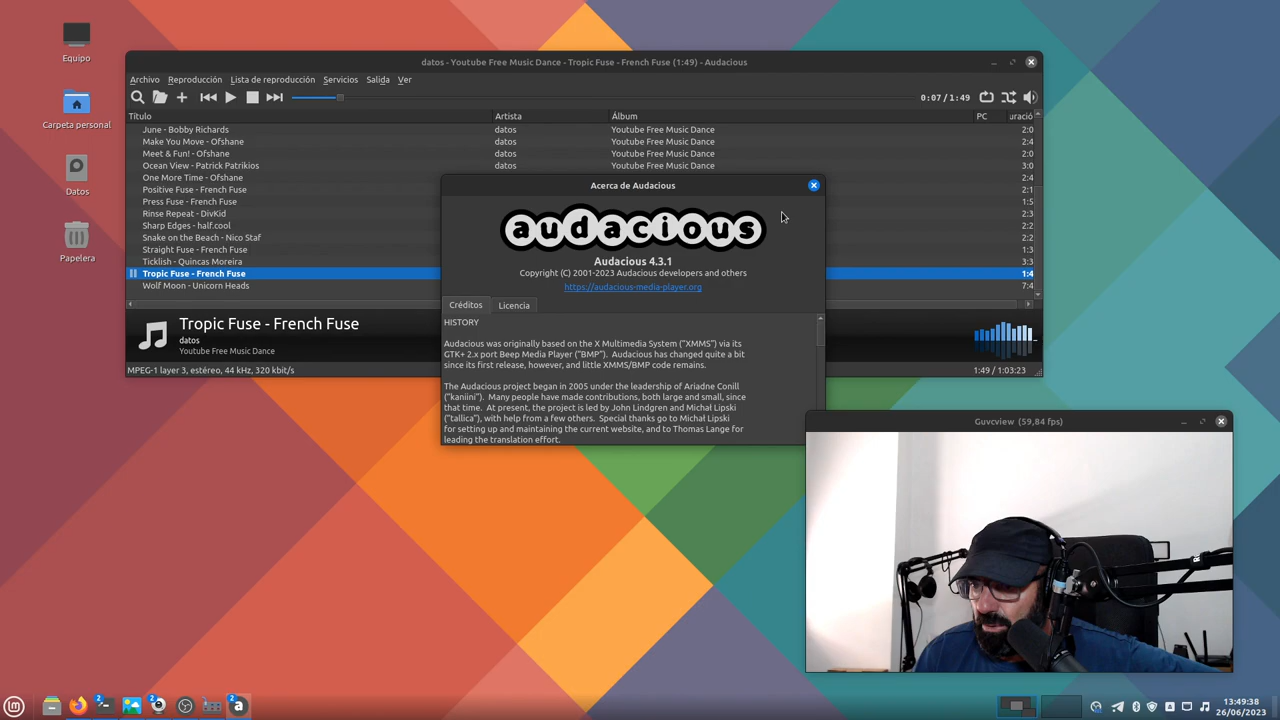 Equipo
Carpeta personal
Datos
Papelera
datos - Youtube Free Music Dance - Tropic Fuse - French Fuse (1:49) - Audacious
Archivo Reproducción Lista de reproducción Servicios Salida Ver
0:07 / 1:49
Título Artista Álbum PC uració
June - Bobby Richards datos Youtube Free Music Dance 2:0
Make You Move - Ofshane datos Youtube Free Music Dance 2:4
Meet & Fun! - Ofshane datos Youtube Free Music Dance 2:0
Ocean View - Patrick Patrikios datos Youtube Free Music Dance 3:0
One More Time - Ofshane 2:4
Positive Fuse - French Fuse 2:1
Press Fuse - French Fuse 1:5
Rinse Repeat - DivKid 2:3
Sharp Edges - half.cool 2:2
Snake on the Beach - Nico Staf 2:2
Straight Fuse - French Fuse 1:5
Ticklish - Quincas Moreira 3:3
Tropic Fuse - French Fuse 1:4
Wolf Moon - Unicorn Heads 7:4
Tropic Fuse - French Fuse
datos
Youtube Free Music Dance
MPEG-1 layer 3, estéreo, 44 kHz, 320 kbit/s
1:49 / 1:03:23
Acerca de Audacious
audacious
Audacious 4.3.1
Copyright (C) 2001-2023 Audacious developers and others
https://audacious-media-player.org
Créditos Licencia
HISTORY
Audacious was originally based on the X Multimedia System ("XMMS") via its
GTK+ 2.x port Beep Media Player ("BMP"). Audacious has changed quite a bit
since its first release, however, and little XMMS/BMP code remains.
The Audacious project began in 2005 under the leadership of Ariadne Conill
("kaniini"). Many people have made contributions, both large and small, since
that time. At present, the project is led by John Lindgren and Michał Lipski
("tallica"), with help from a few others. Special thanks go to Michał Lipski
for setting up and maintaining the current website, and to Thomas Lange for
leading the translation effort.
Guvcview (59,84 fps)
2
2
2
13:49:38
26/06/2023